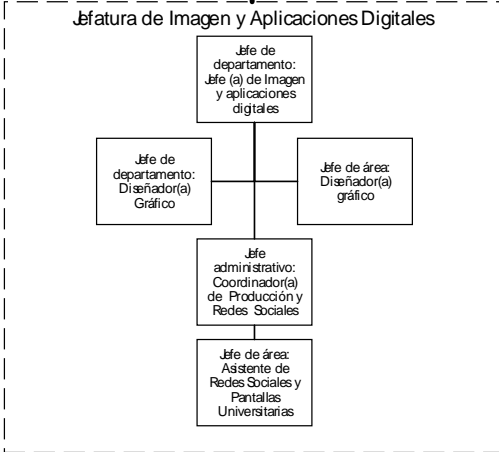 Jefatura de Imagen y Aplicaciones Digitales
Jefe de
departamento:
Jefe (a) de Imagen
y aplicaciones
digitales
Jefe de
departamento:
Diseñador(a)
Gráfico
Jefe de área:
Diseñador(a)
gráfico
Jefe
administrativo:
Coordinador(a)
de Producción y
Redes Sociales
Jefe de área:
Asistente de
Redes Sociales y
Pantallas
Universitarias